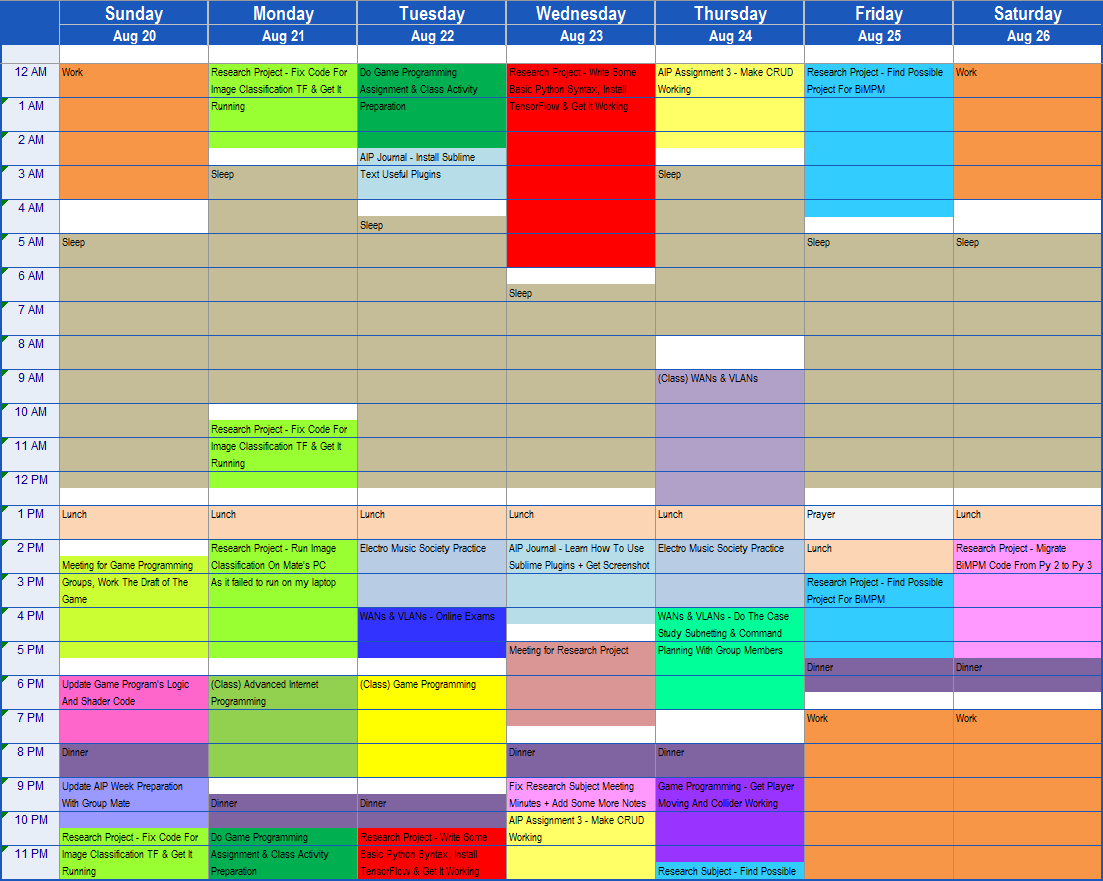 Sunday Monday Tuesday Wednesday Thursday Friday Saturday
Aug 20 Aug 21 Aug 22 Aug 23 Aug 24 Aug 25 Aug 26
12 AM Work Research Project - Fix Code For Do Game Programming Research Project - Write Some AIP Assignment 3 - Make CRUD Research Project - Find Possible Work
Image Classification TF & Get It Assignment & Class Activity Basic Python Syntax, Install Working Project For BiMPM
1 AM Running Preparation TensorFlow & Get It Working
2 AM
AIP Journal - Install Sublime
3 AM Sleep Text Useful Plugins Sleep
4 AM
Sleep
5 AM Sleep Sleep Sleep
6 AM
Sleep
7 AM
8 AM
9 AM (Class) WANs & VLANs
10 AM
Research Project - Fix Code For
11 AM Image Classification TF & Get It
Running
12 PM
1 PM Lunch Lunch Lunch Lunch Lunch Prayer Lunch
2 PM Research Project - Run Image Electro Music Society Practice AIP Journal - Learn How To Use Electro Music Society Practice Lunch Research Project - Migrate
Meeting for Game Programming Classification On Mate's PC Sublime Plugins + Get Screenshot BiMPM Code From Py 2 to Py 3
3 PM Groups, Work The Draft of The As it failed to run on my laptop Research Project - Find Possible
Game Project For BiMPM
4 PM WANs & VLANs - Online Exams WANs & VLANs - Do The Case
Study Subnetting & Command
5 PM Meeting for Research Project Planning With Group Members
Dinner Dinner
6 PM Update Game Program's Logic (Class) Advanced Internet (Class) Game Programming
And Shader Code Programming
7 PM Work Work
8 PM Dinner Dinner Dinner
9 PM Update AIP Week Preparation Fix Research Subject Meeting Game Programming - Get Player
With Group Mate Dinner Dinner Minutes + Add Some More Notes Moving And Collider Working
10 PM AIP Assignment 3 - Make CRUD
Research Project - Fix Code For Do Game Programming Research Project - Write Some Working
11 PM Image Classification TF & Get It Assignment & Class Activity Basic Python Syntax, Install
Running Preparation TensorFlow & Get It Working Research Subject - Find Possible